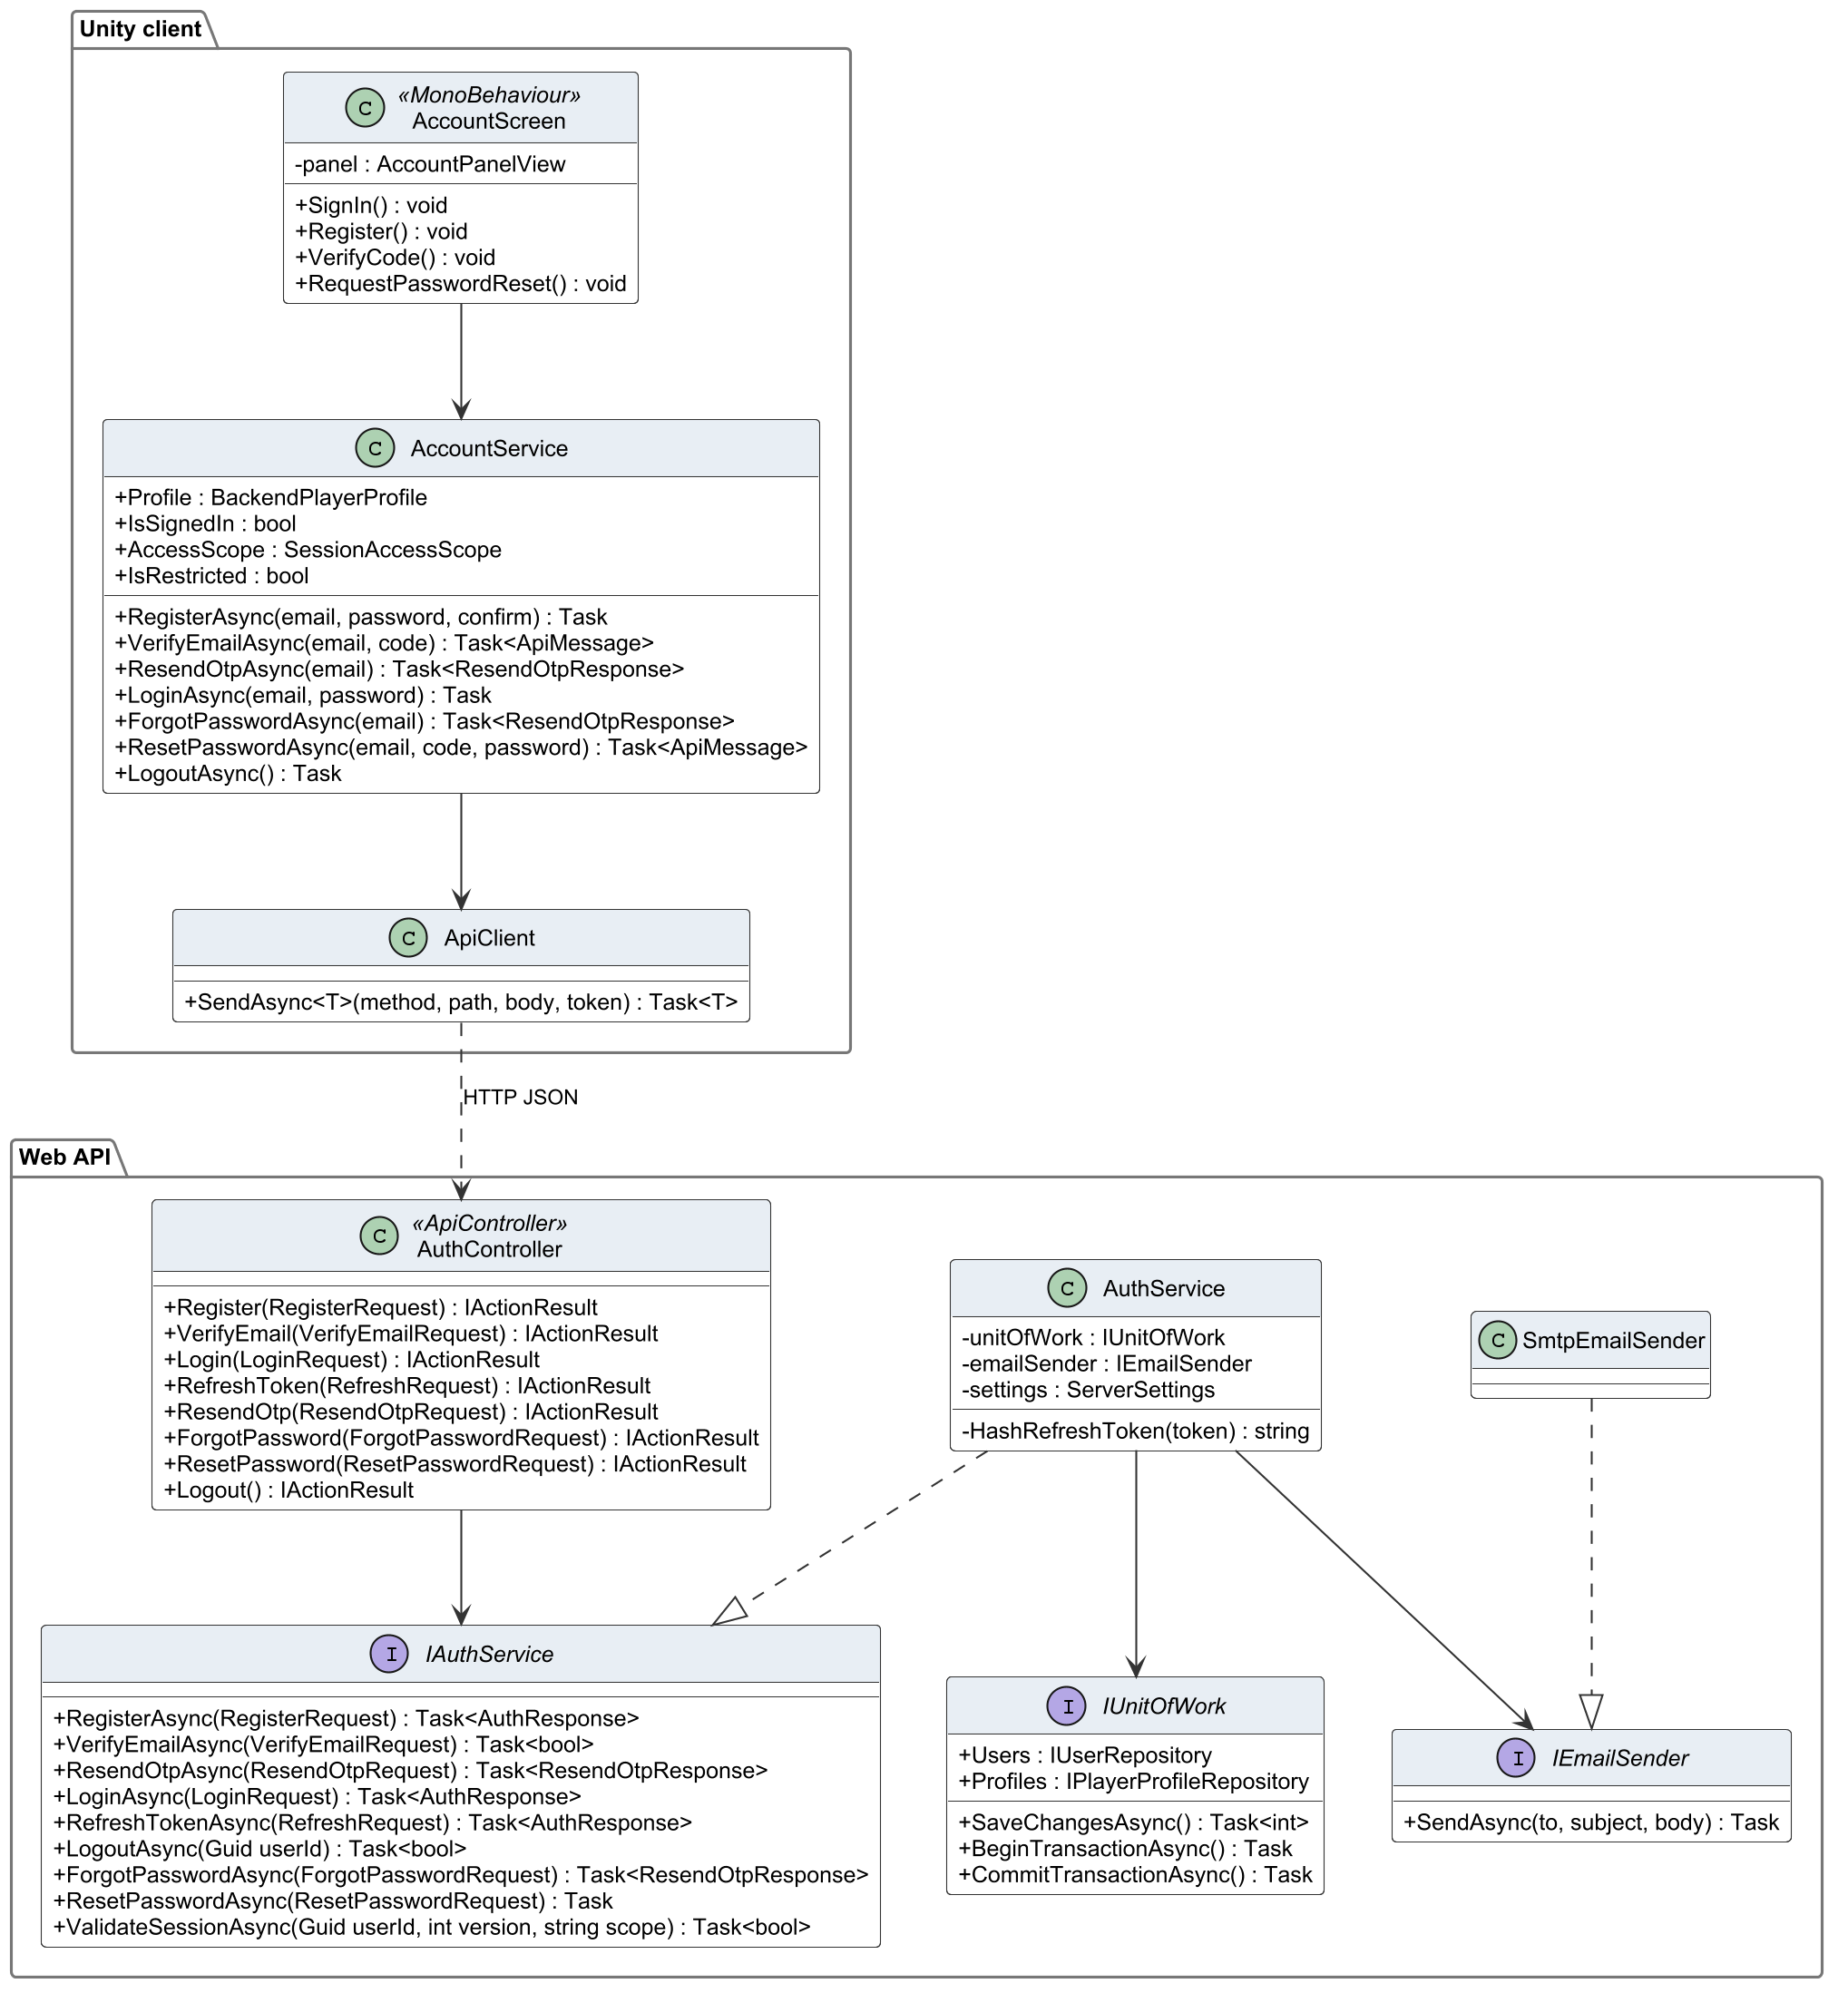 Unity client
C
«MonoBehaviour»
AccountScreen
-panel : AccountPanelView
+SignIn() : void
+Register() : void
+VerifyCode() : void
+RequestPasswordReset() : void
C
AccountService
+Profile : BackendPlayerProfile
+IsSignedIn : bool
+AccessScope : SessionAccessScope
+IsRestricted : bool
+RegisterAsync(email, password, confirm) : Task
+VerifyEmailAsync(email, code) : Task<ApiMessage>
+ResendOtpAsync(email) : Task<ResendOtpResponse>
+LoginAsync(email, password) : Task
+ForgotPasswordAsync(email) : Task<ResendOtpResponse>
+ResetPasswordAsync(email, code, password) : Task<ApiMessage>
+LogoutAsync() : Task
C
ApiClient
+SendAsync<T>(method, path, body, token) : Task<T>
HTTP JSON
Web API
C
«ApiController»
AuthController
+Register(RegisterRequest) : IActionResult
+VerifyEmail(VerifyEmailRequest) : IActionResult
+Login(LoginRequest) : IActionResult
+RefreshToken(RefreshRequest) : IActionResult
+ResendOtp(ResendOtpRequest) : IActionResult
+ForgotPassword(ForgotPasswordRequest) : IActionResult
+ResetPassword(ResetPasswordRequest) : IActionResult
+Logout() : IActionResult
C
AuthService
-unitOfWork : IUnitOfWork
-emailSender : IEmailSender
-settings : ServerSettings
-HashRefreshToken(token) : string
C
SmtpEmailSender
I
IAuthService
+RegisterAsync(RegisterRequest) : Task<AuthResponse>
+VerifyEmailAsync(VerifyEmailRequest) : Task<bool>
+ResendOtpAsync(ResendOtpRequest) : Task<ResendOtpResponse>
+LoginAsync(LoginRequest) : Task<AuthResponse>
+RefreshTokenAsync(RefreshRequest) : Task<AuthResponse>
+LogoutAsync(Guid userId) : Task<bool>
+ForgotPasswordAsync(ForgotPasswordRequest) : Task<ResendOtpResponse>
+ResetPasswordAsync(ResetPasswordRequest) : Task
+ValidateSessionAsync(Guid userId, int version, string scope) : Task<bool>
I
IUnitOfWork
+Users : IUserRepository
+Profiles : IPlayerProfileRepository
+SaveChangesAsync() : Task<int>
+BeginTransactionAsync() : Task
+CommitTransactionAsync() : Task
I
IEmailSender
+SendAsync(to, subject, body) : Task